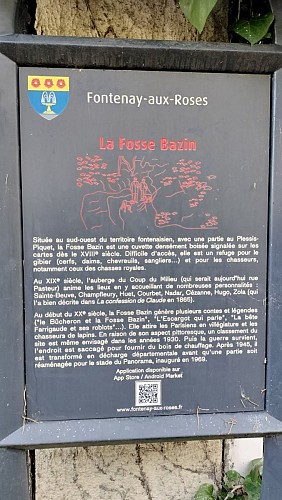 Fontenay-aux-Roses
La Fosse Bazin
Située au sud-ouest du territoire fontenaisien, avec une partie au Plessis-
Piquet, la Fosse Bazin est une cuvette densément boisée signalée sur les
cartes dès le XVIIIᵉ siècle. Difficile d'accès, elle est un refuge pour le
gibier (cerfs, daims, chevreuils, sangliers...) et pour les chasseurs,
notamment ceux des chasses royales.
Au XIXᵉ siècle, l'auberge du Coup du Milieu (qui serait aujourd'hui rue
Pasteur) anime les lieux en y accueillant de nombreuses personnalités :
Sainte-Beuve, Champfleury, Huet, Courbet, Nadar, Cézanne, Hugo, Zola (qui
l'a bien décrite dans La confession de Claude en 1865).
Au début du XXᵉ siècle, la Fosse Bazin génère plusieurs contes et légendes
("le Bûcheron et la Fosse Bazin", "L'Escargot qui parle", "La bête
Farrigaude et ses roblots"...). Elle attire les Parisiens en villégiature et les
chasseurs de lapins. En raison de son aspect pittoresque, un classement du
site est même envisagé dans les années 1930. Puis la guerre survient,
l'endroit est saccagé pour fournir du bois de chauffage. Après 1945, il
est transformé en décharge départementale avant qu'une partie soit
réaménagée pour le stade du Panorama, inauguré en 1969.
Application disponible sur
App Store / Android Market
www.fontenay-aux-roses.fr